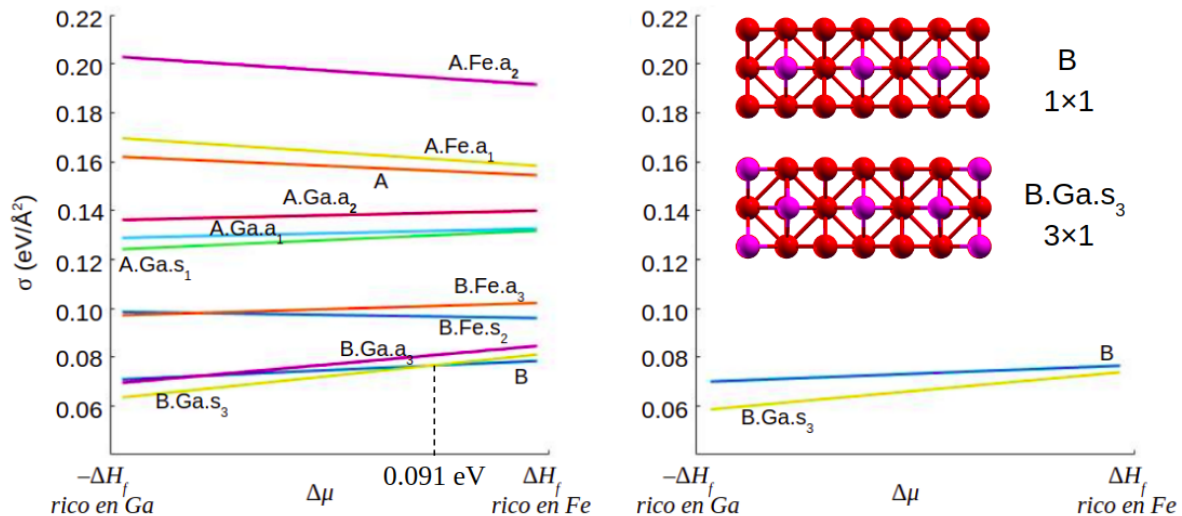 σ (eV/Å²)
0.22
0.20
0.18
0.16
0.14
0.12
0.10
0.08
0.06
A.Fe.a₂
A.Fe.a₁
A
A.Ga.a₂
A.Ga.a₁
A.Ga.s₁
B.Fe.a₃
B.Fe.s₂
B.Ga.a₃
B
B.Ga.s₃
−ΔH_f
rico en Ga
Δμ
0.091 eV
ΔH_f
rico en Fe
0.22
0.20
0.18
0.16
0.14
0.12
0.10
0.08
0.06
B
1×1
B.Ga.s₃
3×1
B
B.Ga.s₃
−ΔH_f
rico en Ga
Δμ
ΔH_f
rico en Fe